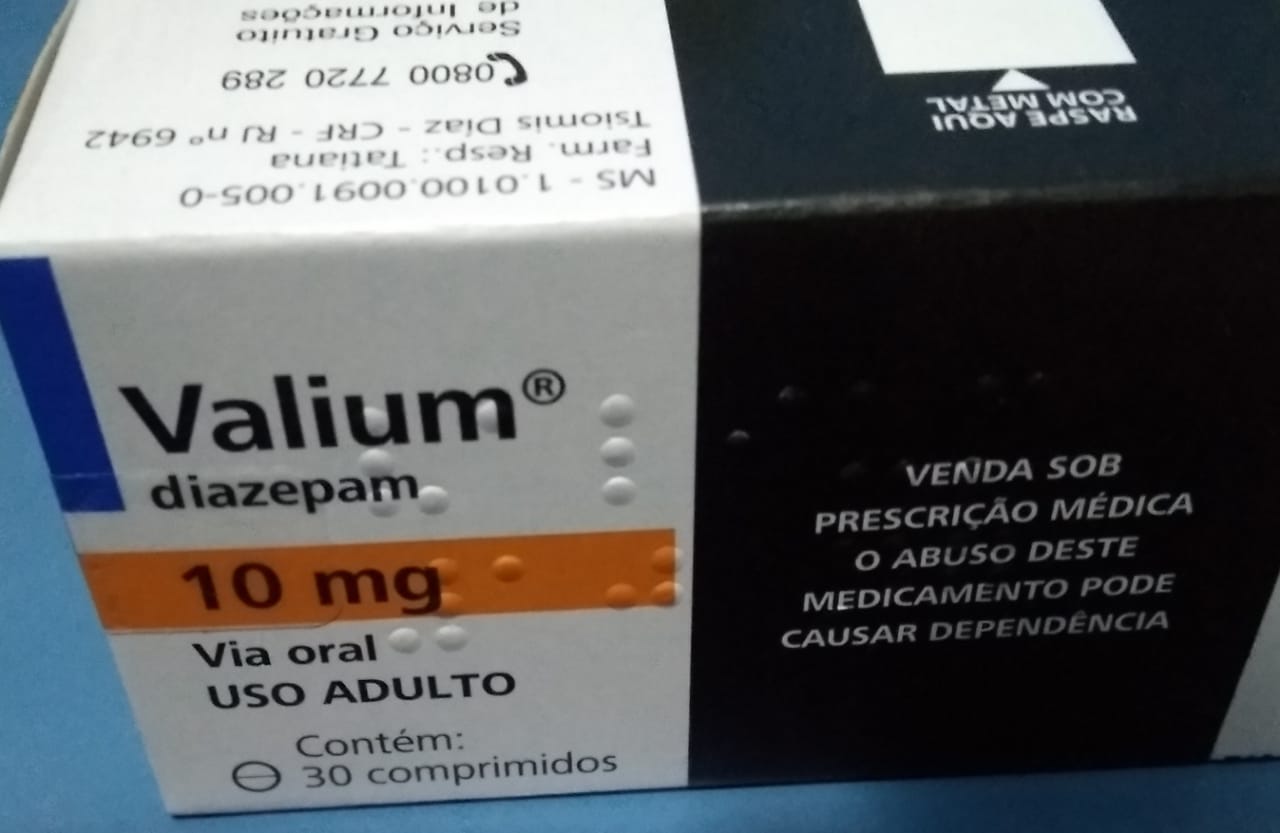 de Informações
Serviço Gratuito
0800 7720 289
Tsiomis Diaz - CRF - RJ nº 6942
Farm. Resp.: Tatiana
MS - 1.0100.0091.005-0
RASPE AQUI
COM METAL
Valium®
diazepam
10 mg
Via oral
USO ADULTO
Contém:
30 comprimidos
VENDA SOB
PRESCRIÇÃO MÉDICA
O ABUSO DESTE
MEDICAMENTO PODE
CAUSAR DEPENDÊNCIA